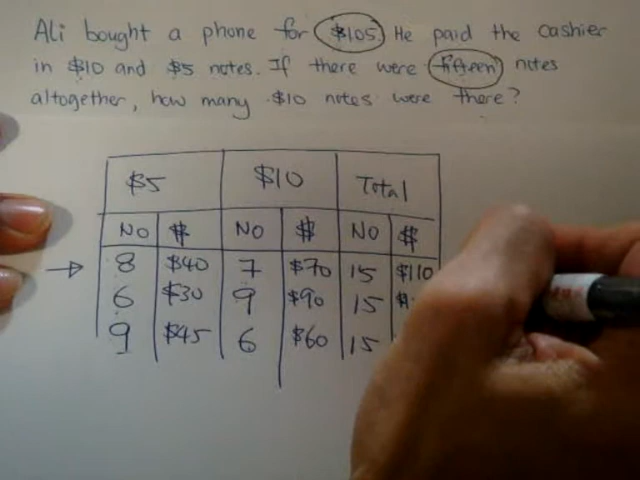 Ali bought a phone for $105. He paid the cashier
in $10 and $5 notes. If there were fifteen notes
altogether, how many $10 notes were there?
$5 $10 Total
NO $ NO $ NO $
8 $40 7 $70 15 $110
6 $30 9 $90 15
9 $45 6 $60 15